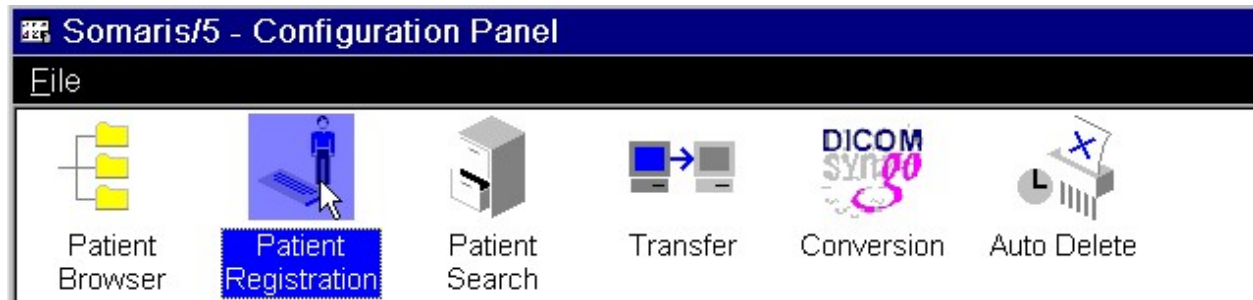 Somaris/5 - Configuration Panel
File
Patient Browser
Patient Registration
Patient Search
Transfer
DICOM
syngo
Conversion
Auto Delete